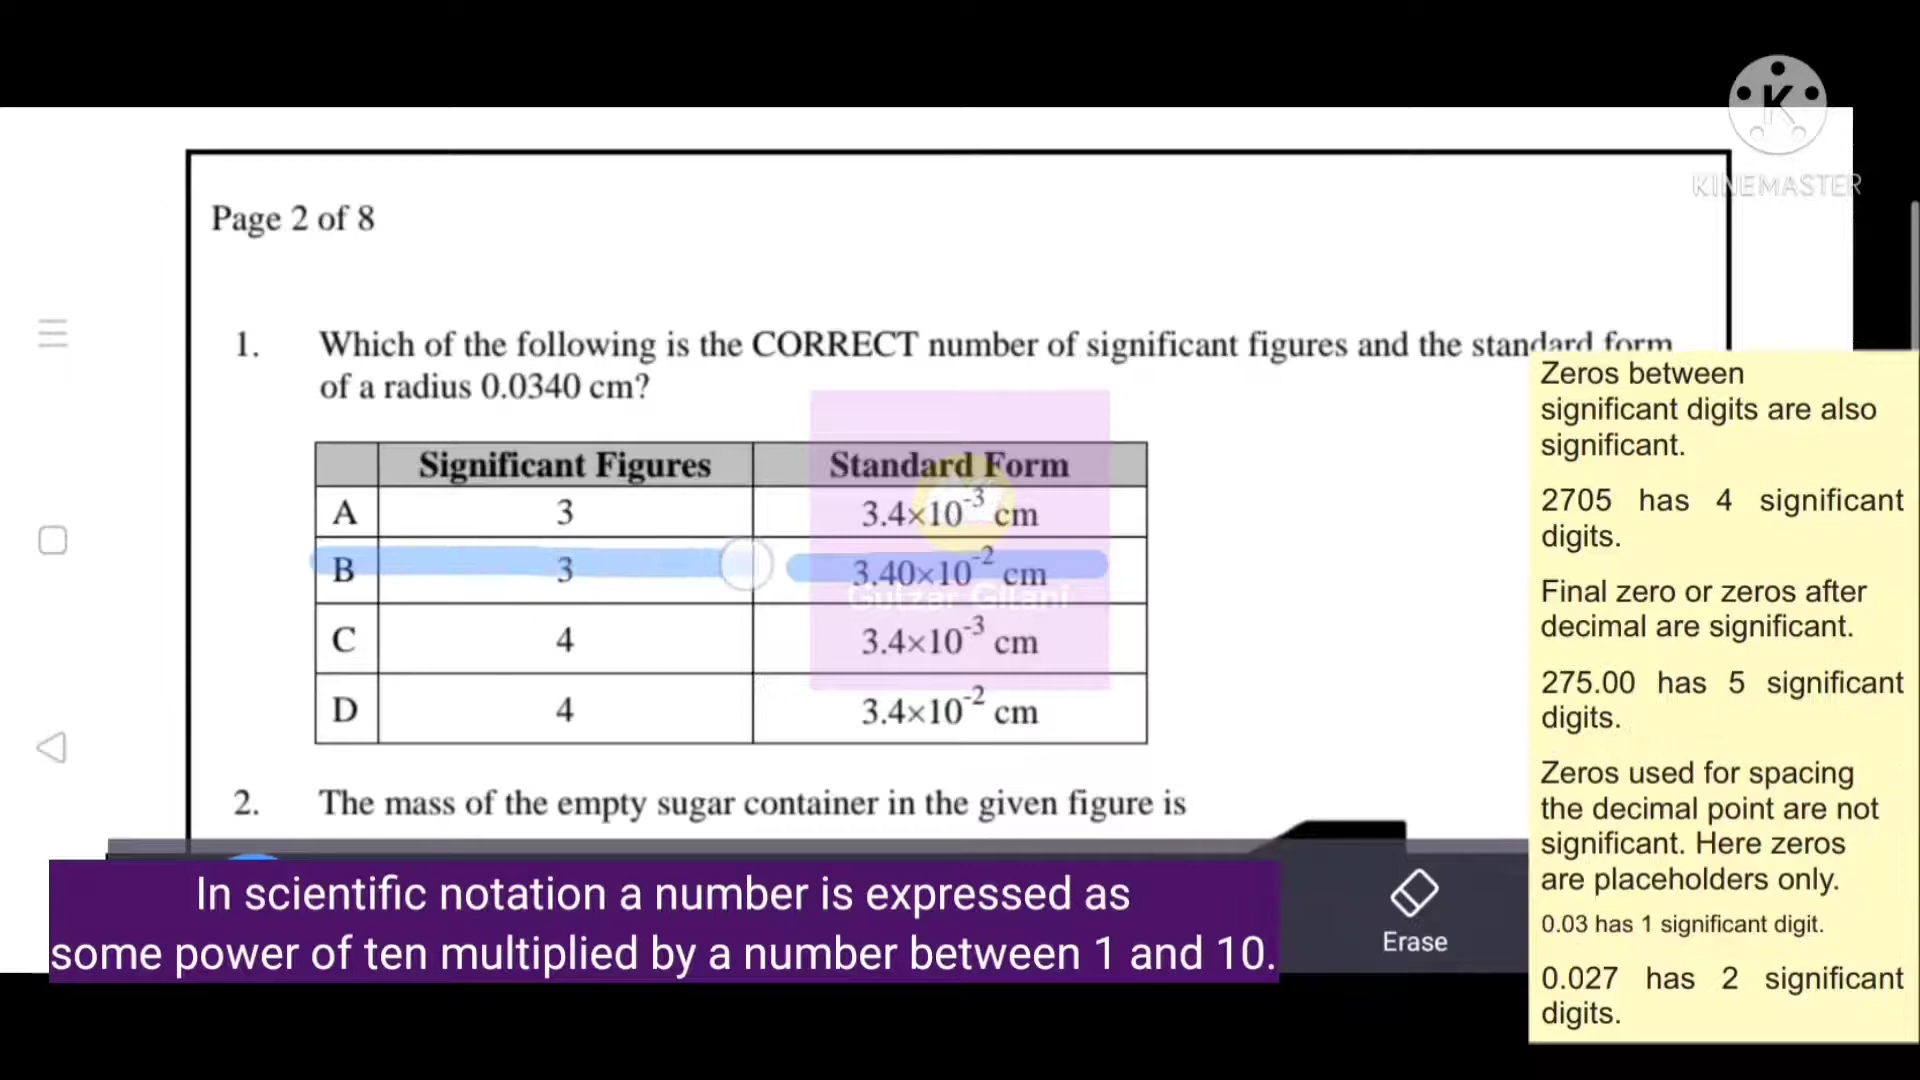 KINEMASTER
Page 2 of 8
1. Which of the following is the CORRECT number of significant figures and the standard form
of a radius 0.0340 cm?
Significant Figures Standard Form
A 3 3.4×10⁻³ cm
B 3 3.40×10⁻² cm
Gulzar Gilani
C 4 3.4×10⁻³ cm
D 4 3.4×10⁻² cm
2. The mass of the empty sugar container in the given figure is
In scientific notation a number is expressed as
some power of ten multiplied by a number between 1 and 10.
Erase
Zeros between
significant digits are also
significant.
2705 has 4 significant
digits.
Final zero or zeros after
decimal are significant.
275.00 has 5 significant
digits.
Zeros used for spacing
the decimal point are not
significant. Here zeros
are placeholders only.
0.03 has 1 significant digit.
0.027 has 2 significant
digits.